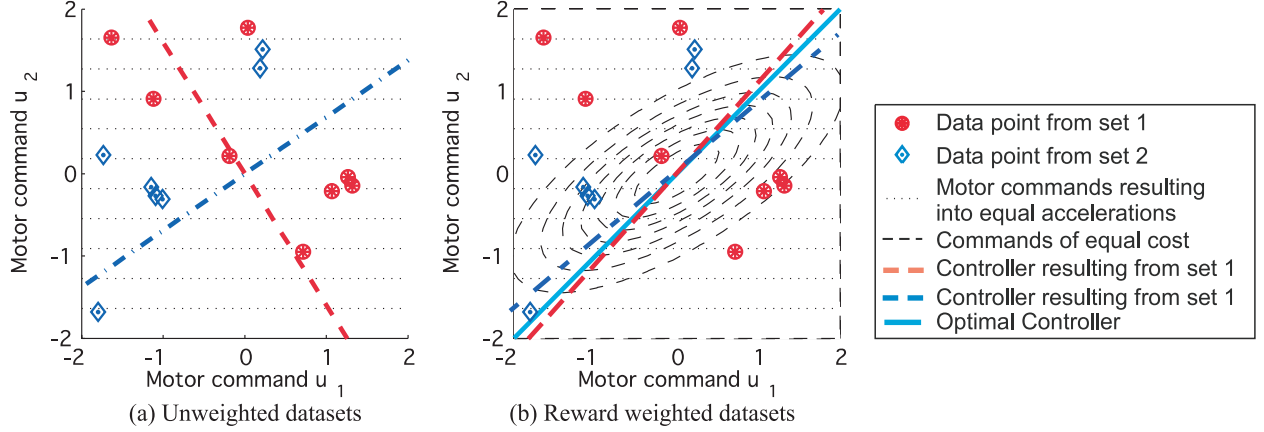 2
1
0
-1
-2
Motor command u 2
-2
-1
0
1
2
Motor command u 1
(a) Unweighted datasets
2
1
0
-1
-2
Motor command u 2
-2
-1
0
1
2
Motor command u 1
(b) Reward weighted datasets
Data point from set 1
Data point from set 2
Motor commands resulting
into equal accelerations
Commands of equal cost
Controller resulting from set 1
Controller resulting from set 1
Optimal Controller